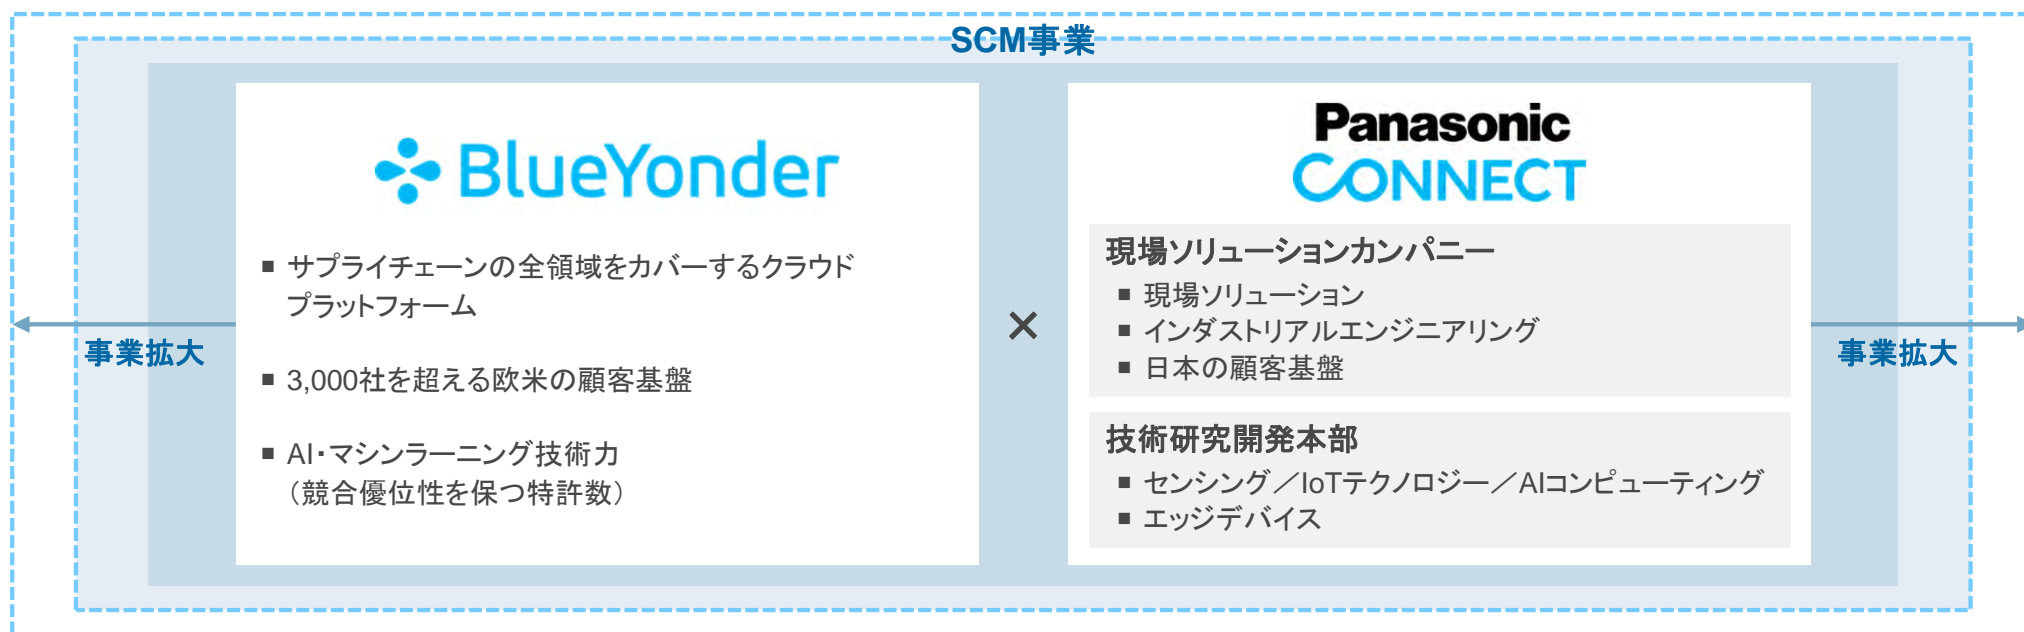 SCM事業
BlueYonder
■ サプライチェーンの全領域をカバーするクラウド
プラットフォーム
■ 3,000社を超える欧米の顧客基盤
■ AI・マシンラーニング技術力
（競合優位性を保つ特許数）
×
Panasonic
CONNECT
現場ソリューションカンパニー
■ 現場ソリューション
■ インダストリアルエンジニアリング
■ 日本の顧客基盤
技術研究開発本部
■ センシング／IoTテクノロジー／AIコンピューティング
■ エッジデバイス
事業拡大
事業拡大